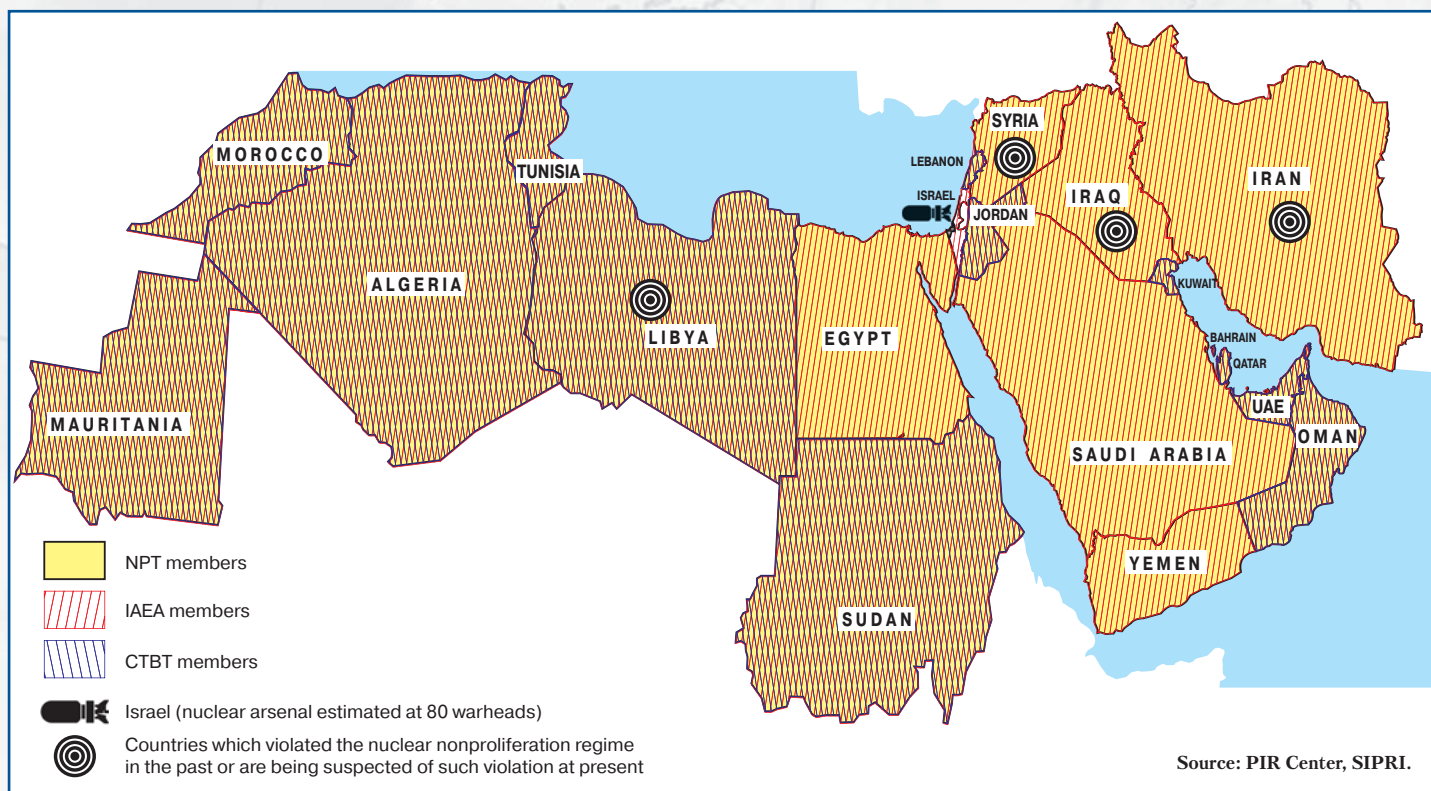 SYRIA
MOROCCO
LEBANON
TUNISIA
IRAN
ISRAEL
IRAQ
JORDAN
ALGERIA
KUWAIT
LIBYA
EGYPT
BAHRAIN
QATAR
UAE
MAURITANIA
OMAN
SAUDI ARABIA
YEMEN
SUDAN
NPT members
IAEA members
CTBT members
Israel (nuclear arsenal estimated at 80 warheads)
Countries which violated the nuclear nonproliferation regime
in the past or are being suspected of such violation at present
Source: PIR Center, SIPRI.